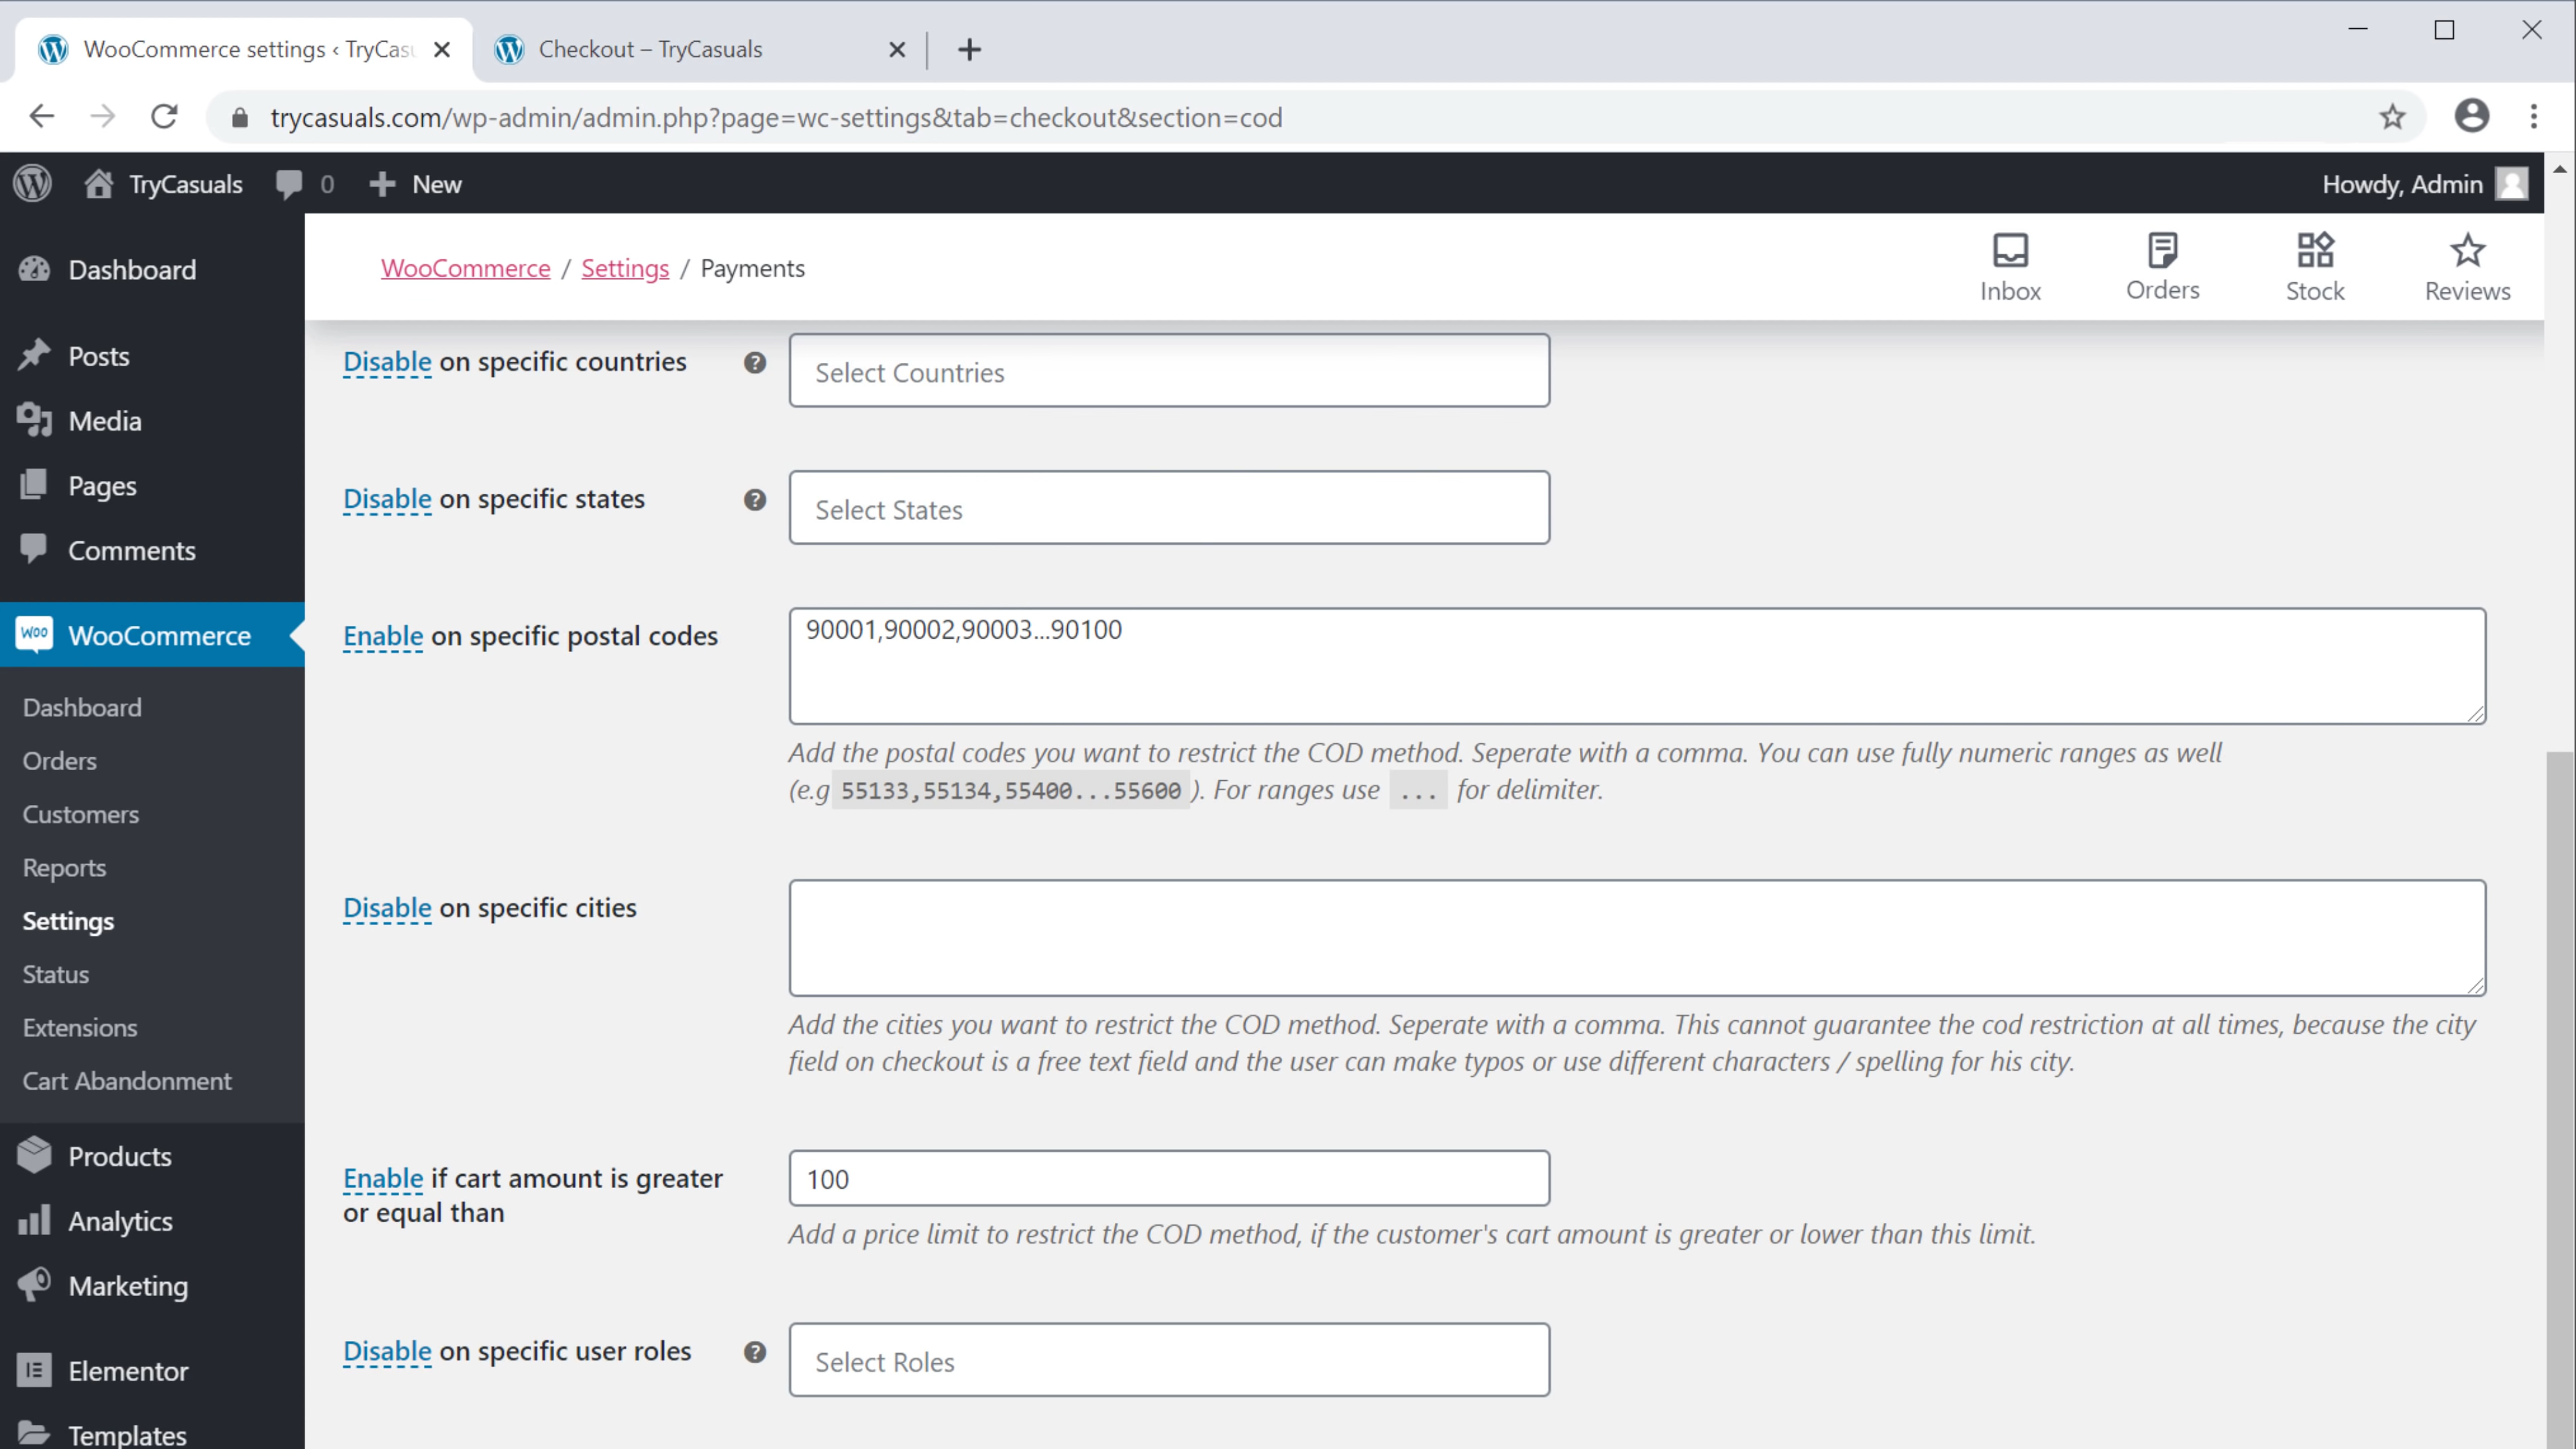 WooCommerce settings ‹ TryCasu
Checkout – TryCasuals
trycasuals.com/wp-admin/admin.php?page=wc-settings&tab=checkout&section=cod
TryCasuals
0
New
Howdy, Admin
Dashboard
Posts
Media
Pages
Comments
Woo
WooCommerce
Dashboard
Orders
Customers
Reports
Settings
Status
Extensions
Cart Abandonment
Products
Analytics
Marketing
Elementor
Templates
WooCommerce / Settings / Payments
Inbox
Orders
Stock
Reviews
Disable on specific countries
Select Countries
Disable on specific states
Select States
Enable on specific postal codes
90001,90002,90003...90100
Add the postal codes you want to restrict the COD method. Seperate with a comma. You can use fully numeric ranges as well
(e.g 55133,55134,55400...55600 ). For ranges use ... for delimiter.
Disable on specific cities
Add the cities you want to restrict the COD method. Seperate with a comma. This cannot guarantee the cod restriction at all times, because the city
field on checkout is a free text field and the user can make typos or use different characters / spelling for his city.
Enable if cart amount is greater
or equal than
100
Add a price limit to restrict the COD method, if the customer's cart amount is greater or lower than this limit.
Disable on specific user roles
Select Roles